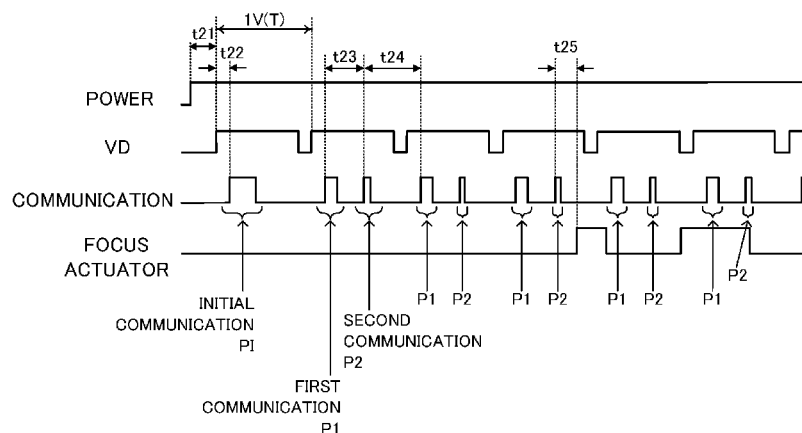 1V(T)
t21
t22
t23
t24
t25
POWER
VD
COMMUNICATION
FOCUS
ACTUATOR
P1
P2
P1
P2
P1
P2
P1
P2
INITIAL
COMMUNICATION
PI
SECOND
COMMUNICATION
P2
FIRST
COMMUNICATION
P1